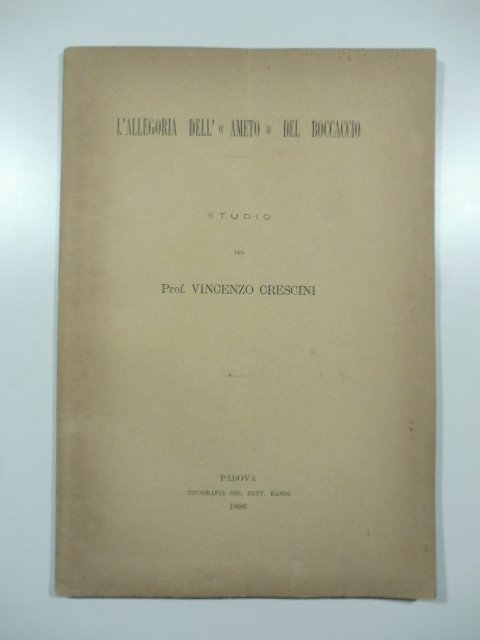 L'ALLEGORIA DELL' « AMETO » DEL BOCCACCIO
STUDIO
DEL
Prof. VINCENZO CRESCINI
PADOVA
TIPOGRAFIA GIO. BATT. RANDI
1886